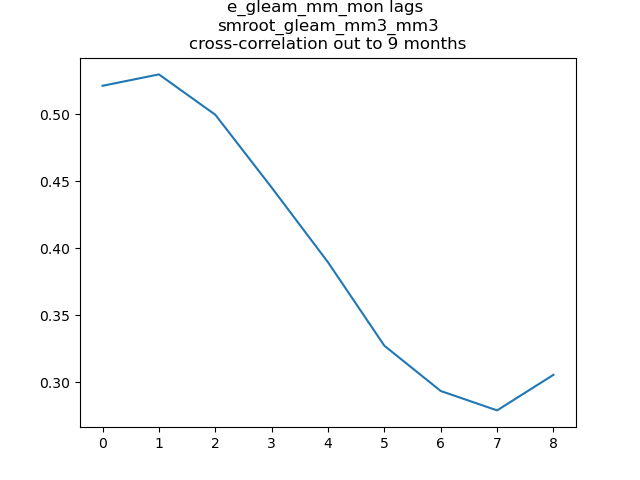 e_gleam_mm_mon lags
smroot_gleam_mm3_mm3
cross-correlation out to 9 months
0.50
0.45
0.40
0.35
0.30
0 1 2 3 4 5 6 7 8